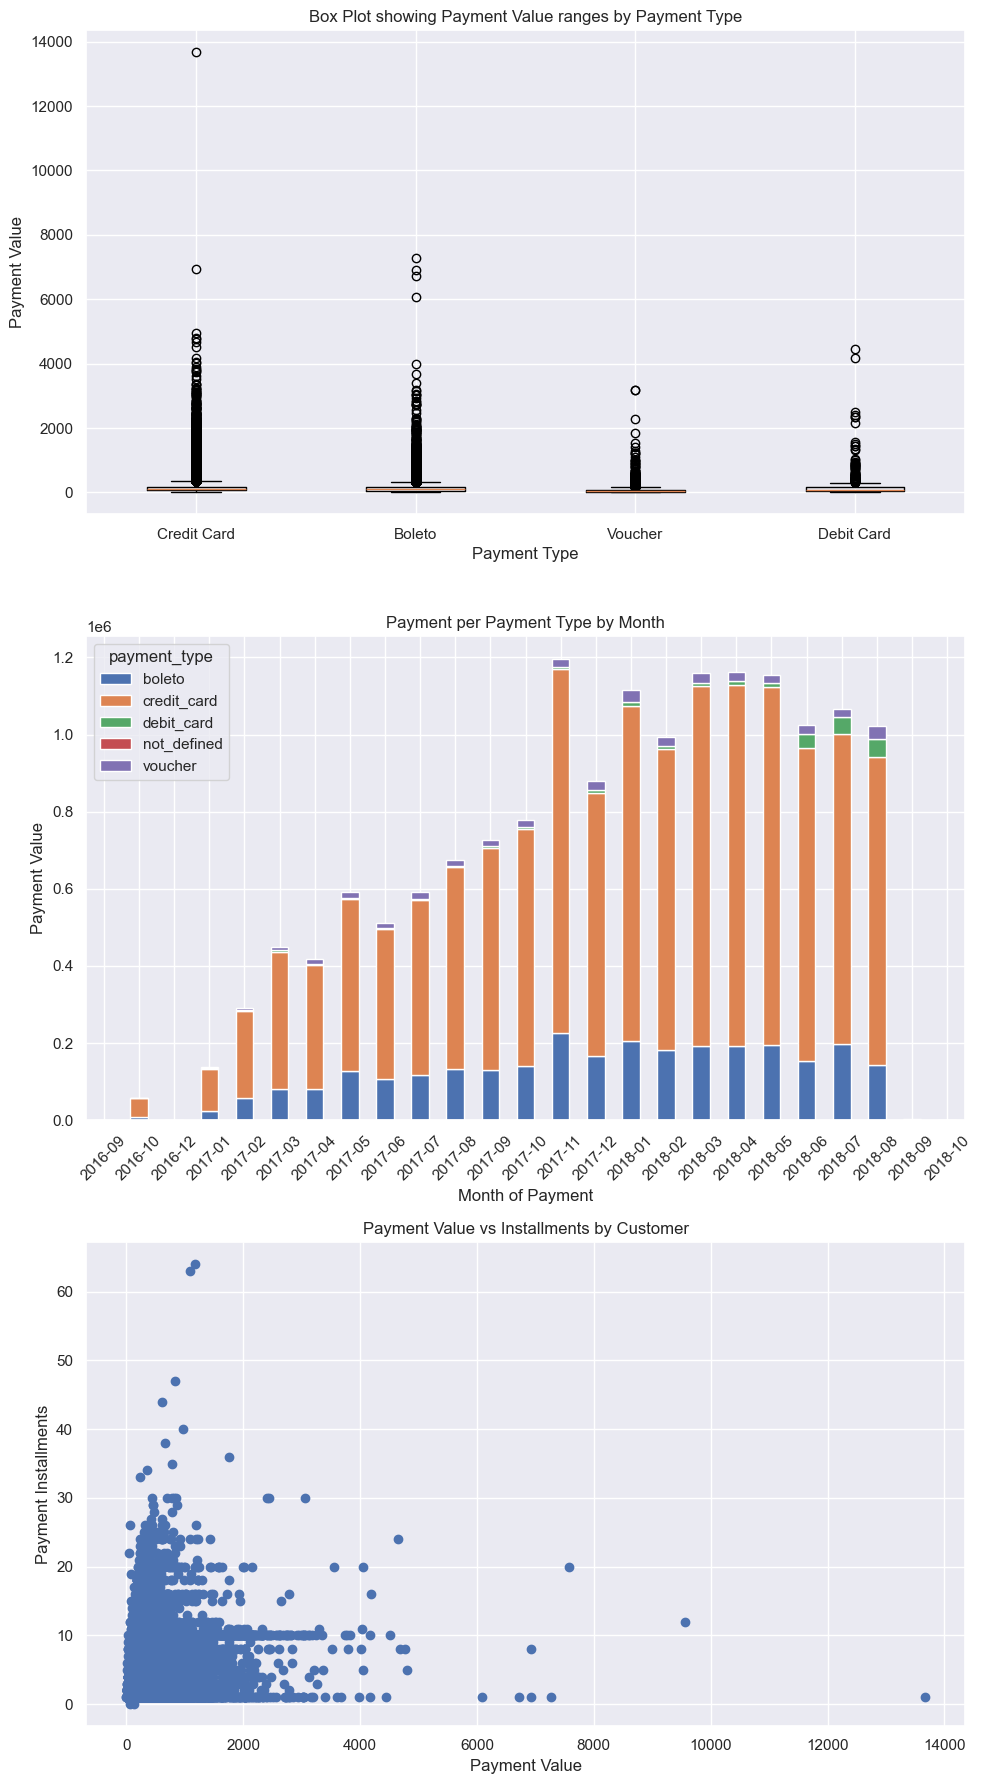 Box Plot showing Payment Value ranges by Payment Type
14000
12000
10000
8000
6000
4000
2000
0
Payment Value
Credit Card Boleto Voucher Debit Card
Payment Type
Payment per Payment Type by Month
1e6
payment_type
boleto
credit_card
debit_card
not_defined
voucher
1.2
1.0
0.8
0.6
0.4
0.2
0.0
Payment Value
2016-09 2016-10 2016-12 2017-01 2017-02 2017-03 2017-04 2017-05 2017-06 2017-07 2017-08 2017-09 2017-10 2017-11 2017-12 2018-01 2018-02 2018-03 2018-04 2018-05 2018-06 2018-07 2018-08 2018-09 2018-10
Month of Payment
Payment Value vs Installments by Customer
60
50
40
30
20
10
0
Payment Installments
0 2000 4000 6000 8000 10000 12000 14000
Payment Value